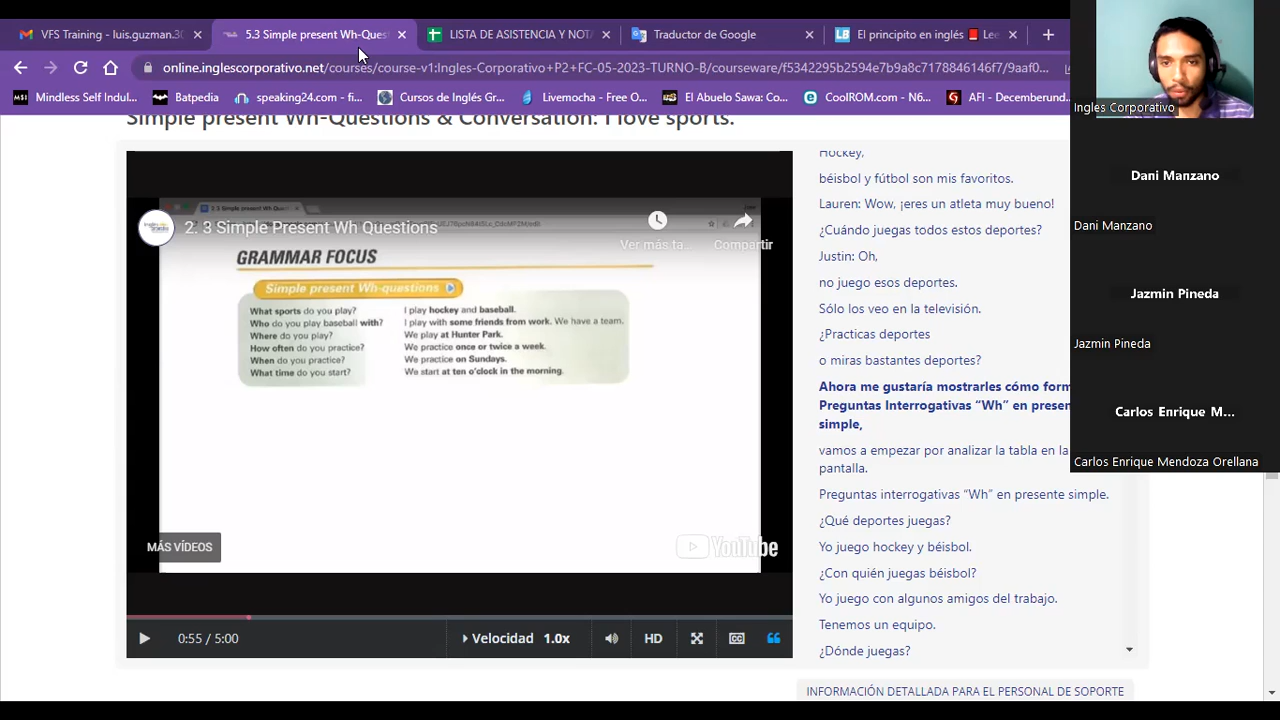 VFS Training - luis.guzman.30
5.3 Simple present Wh-Quest
LISTA DE ASISTENCIA Y NOTA
Traductor de Google
El principito en inglés
Lee
online.inglescorporativo.net/courses/course-v1:Ingles-Corporativo+P2+FC-05-2023-TURNO-B/courseware/f5342295b2594e7b9a8c7178846146f7/9aaf0...
Mindless Self Indul...
Batpedia
speaking24.com - fi...
Cursos de Inglés Gr...
Livemocha - Free O...
El Abuelo Sawa: Co...
CoolROM.com - N6...
AFI - Decemberund...
Simple present Wh-Questions & Conversation: I love sports.
2. 3 Simple Present Wh Questions
Ver más ta...
Compartir
GRAMMAR FOCUS
Simple present Wh-questions
What sports do you play? I play hockey and baseball.
Who do you play baseball with? I play with some friends from work. We have a team.
Where do you play? We play at Hunter Park.
How often do you practice? We practice once or twice a week.
When do you practice? We practice on Sundays.
What time do you start? We start at ten o'clock in the morning.
MÁS VÍDEOS
YouTube
0:55 / 5:00
Velocidad 1.0x
HD
Hockey,
béisbol y fútbol son mis favoritos.
Lauren: Wow, ¡eres un atleta muy bueno!
¿Cuándo juegas todos estos deportes?
Justin: Oh,
no juego esos deportes.
Sólo los veo en la televisión.
¿Practicas deportes
o miras bastantes deportes?
Ahora me gustaría mostrarles cómo form
Preguntas Interrogativas “Wh” en presen
simple,
vamos a empezar por analizar la tabla en la
pantalla.
Preguntas interrogativas “Wh” en presente simple.
¿Qué deportes juegas?
Yo juego hockey y béisbol.
¿Con quién juegas béisbol?
Yo juego con algunos amigos del trabajo.
Tenemos un equipo.
¿Dónde juegas?
INFORMACIÓN DETALLADA PARA EL PERSONAL DE SOPORTE
Ingles Corporativo
Dani Manzano
Dani Manzano
Jazmin Pineda
Jazmin Pineda
Carlos Enrique M...
Carlos Enrique Mendoza Orellana